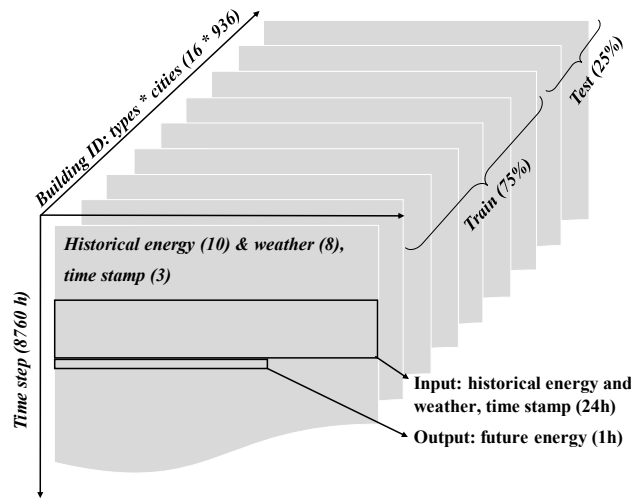 Building ID: types * cities (16 * 936)
Test (25%)
Train (75%)
Historical energy (10) & weather (8),
time stamp (3)
Time step (8760 h)
Input: historical energy and
weather, time stamp (24h)
Output: future energy (1h)